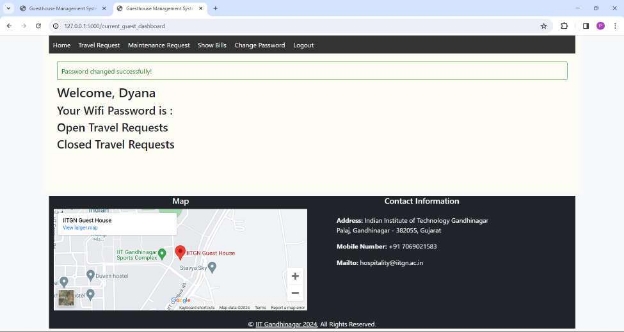 Guesthouse Management Syste
Guesthouse Management Syste
127.0.0.1:5000/current_guest_dashboard
Home Travel Request Maintenance Request Show Bills Change Password Logout
Password changed successfully!
Welcome, Dyana
Your Wifi Password is :
Open Travel Requests
Closed Travel Requests
Map
Contact Information
IITGN Guest House
View larger map
IIT Gandhinagar
Sports Complex
IITGN Guest House
hostel
Sky
Google
Keyboard shortcuts Map data ©2024 Terms Report a map error
Address: Indian Institute of Technology Gandhinagar
Palaj, Gandhinagar - 382055, Gujarat
Mobile Number: +91 7069021583
Mailto: hospitality@iitgn.ac.in
© IIT Gandhinagar 2024, All Rights Reserved.